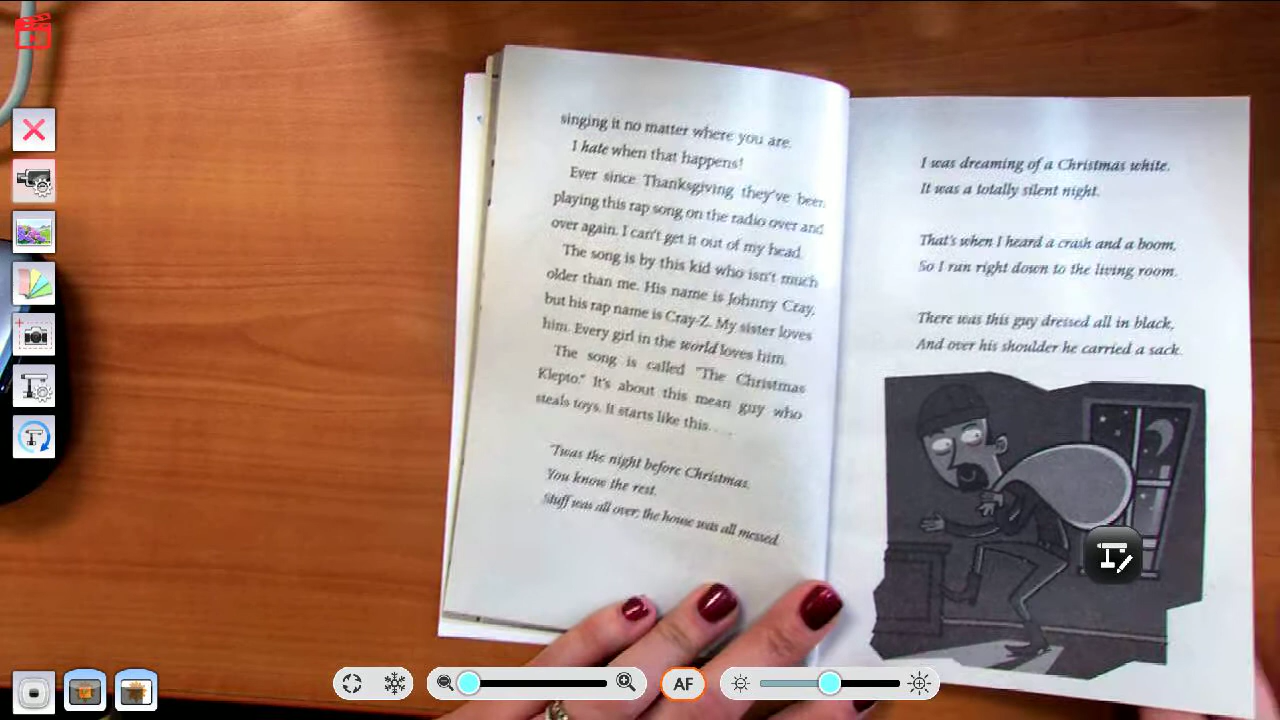 singing it no matter where you are.
I hate when that happens!
Ever since Thanksgiving they've been
playing this rap song on the radio over and
over again. I can't get it out of my head.
The song is by this kid who isn't much
older than me. His name is Johnny Cray,
but his rap name is Cray-Z. My sister loves
him. Every girl in the world loves him.
The song is called "The Christmas
Klepto." It's about this mean guy who
steals toys. It starts like this. . . .
'Twas the night before Christmas.
You know the rest.
Stuff was all over; the house was all messed.
I was dreaming of a Christmas white.
It was a totally silent night.
That's when I heard a crash and a boom,
So I ran right down to the living room.
There was this guy dressed all in black,
And over his shoulder he carried a sack.
AF